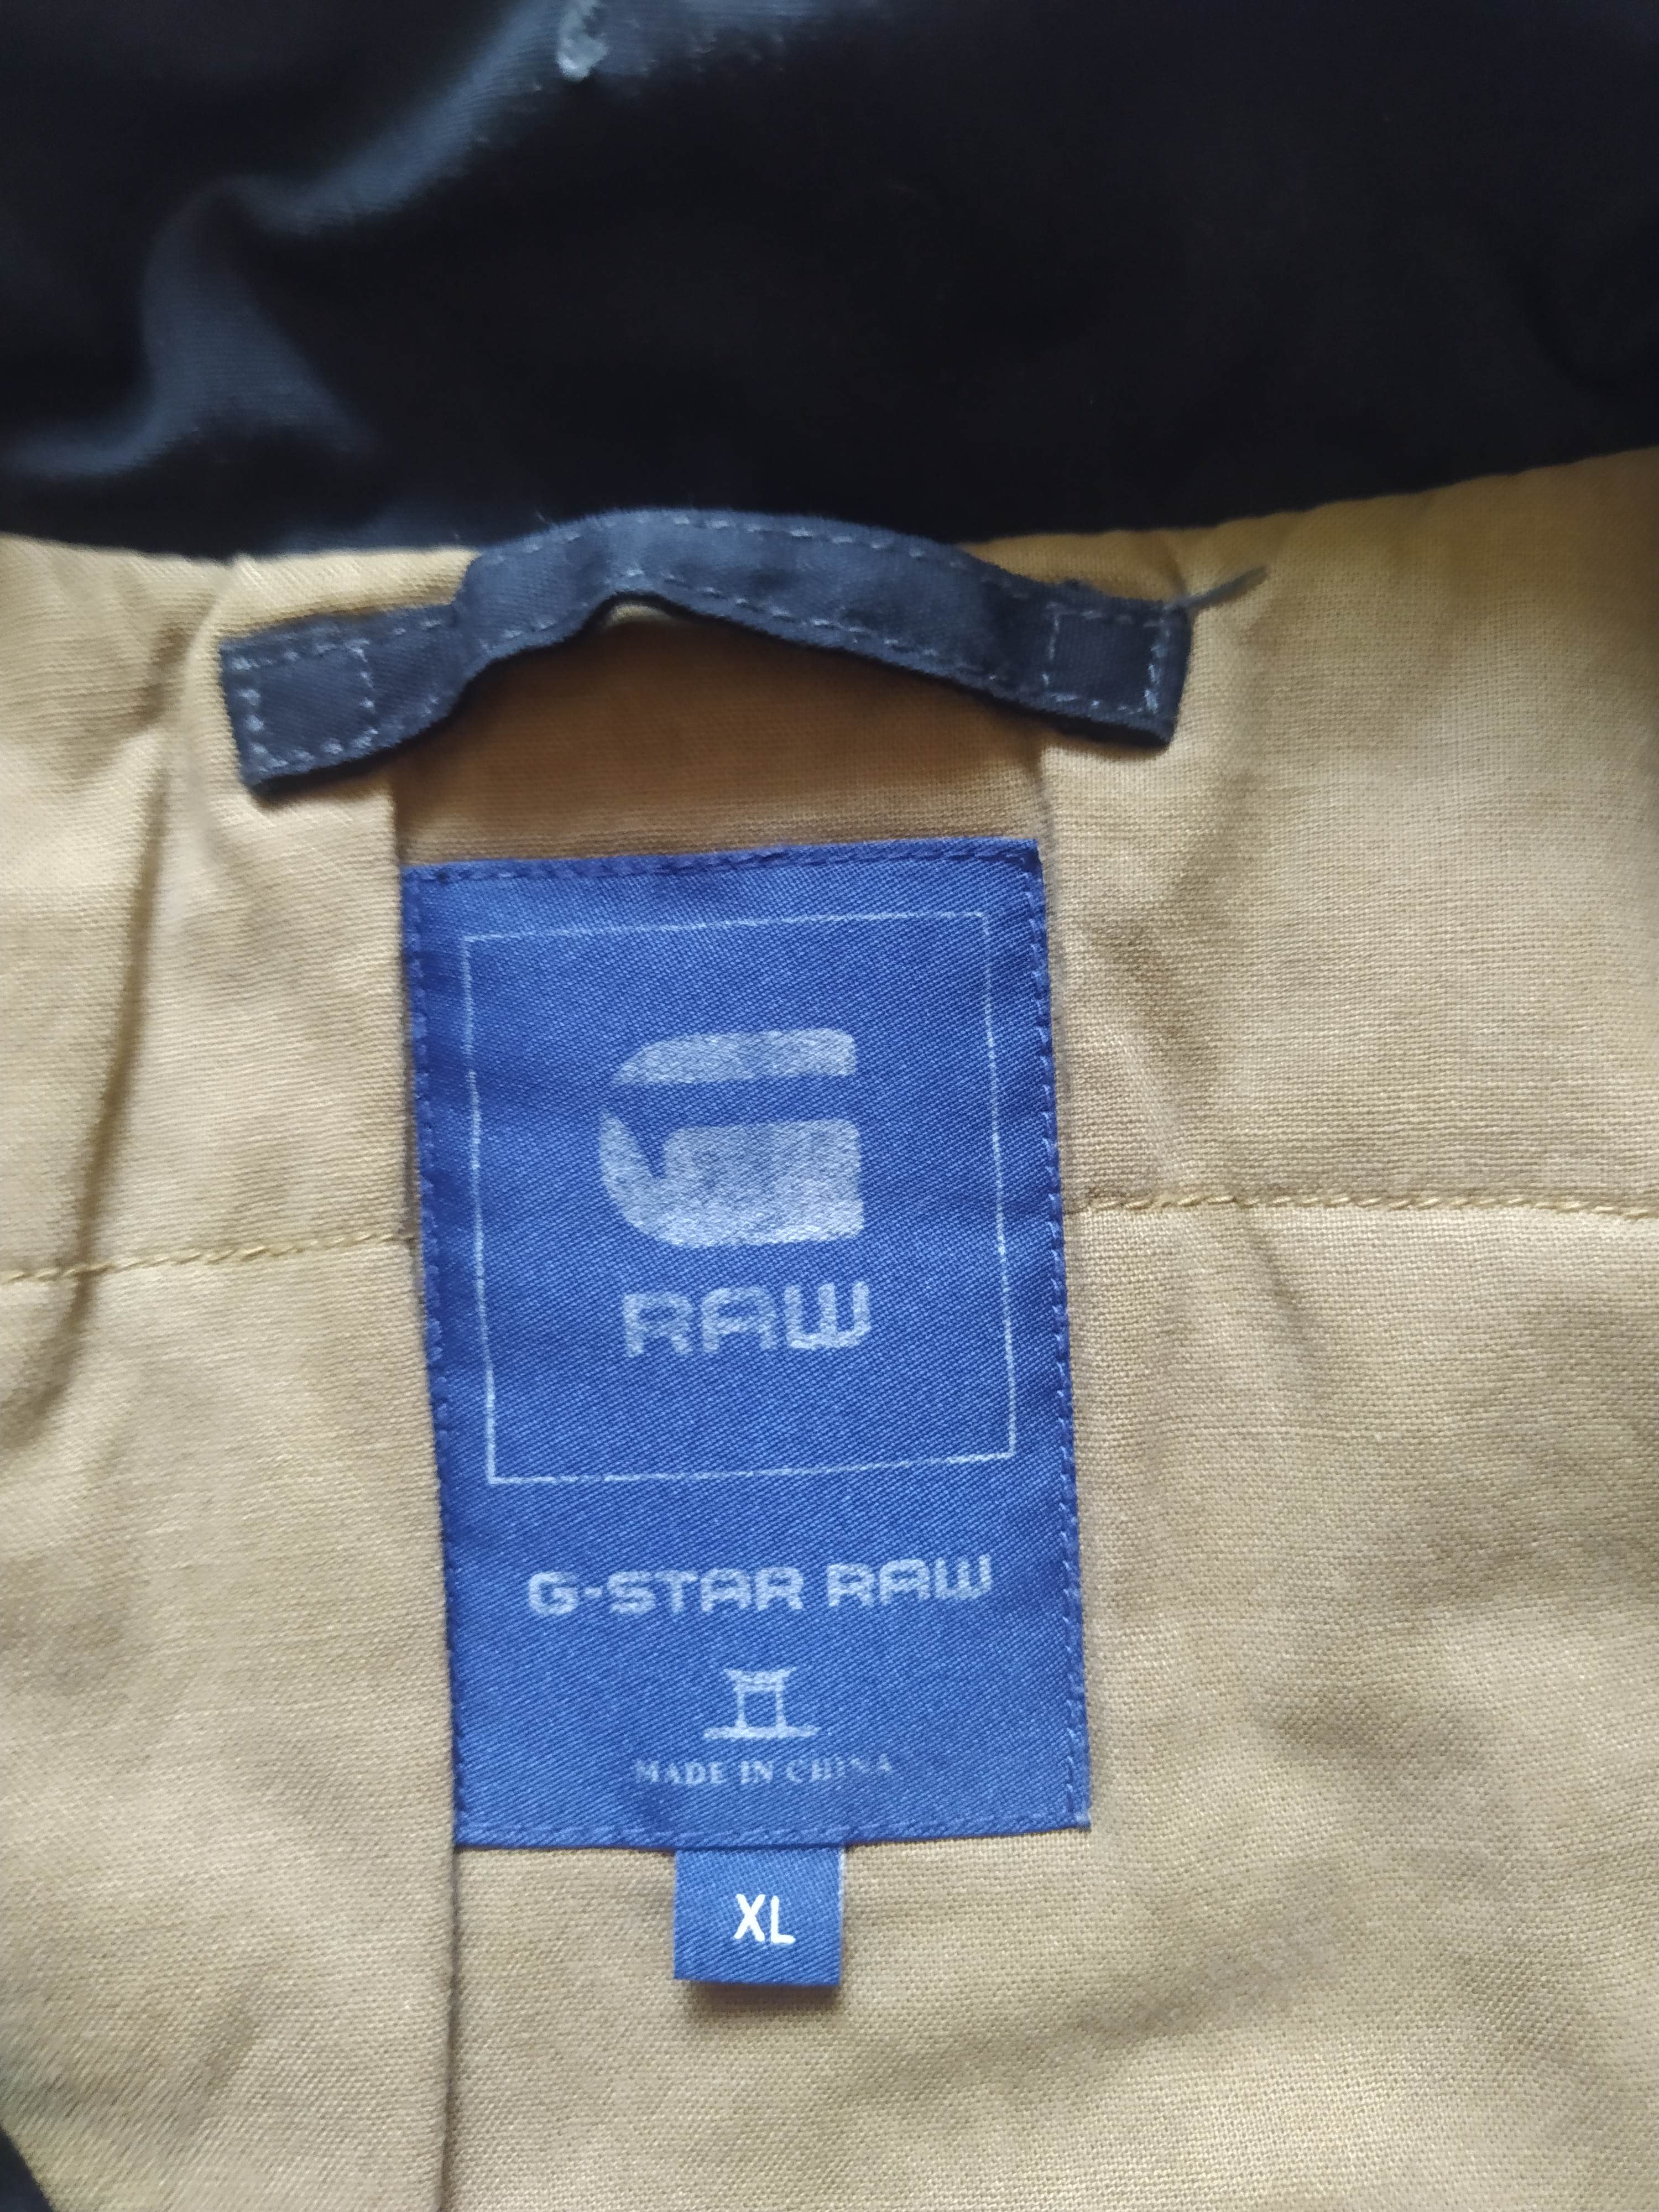 G
RAW
G-STAR RAW
MADE IN CHINA
XL